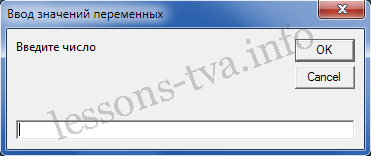 Ввод значений переменных
Введите число
OK
Cancel
lessons-tva.info